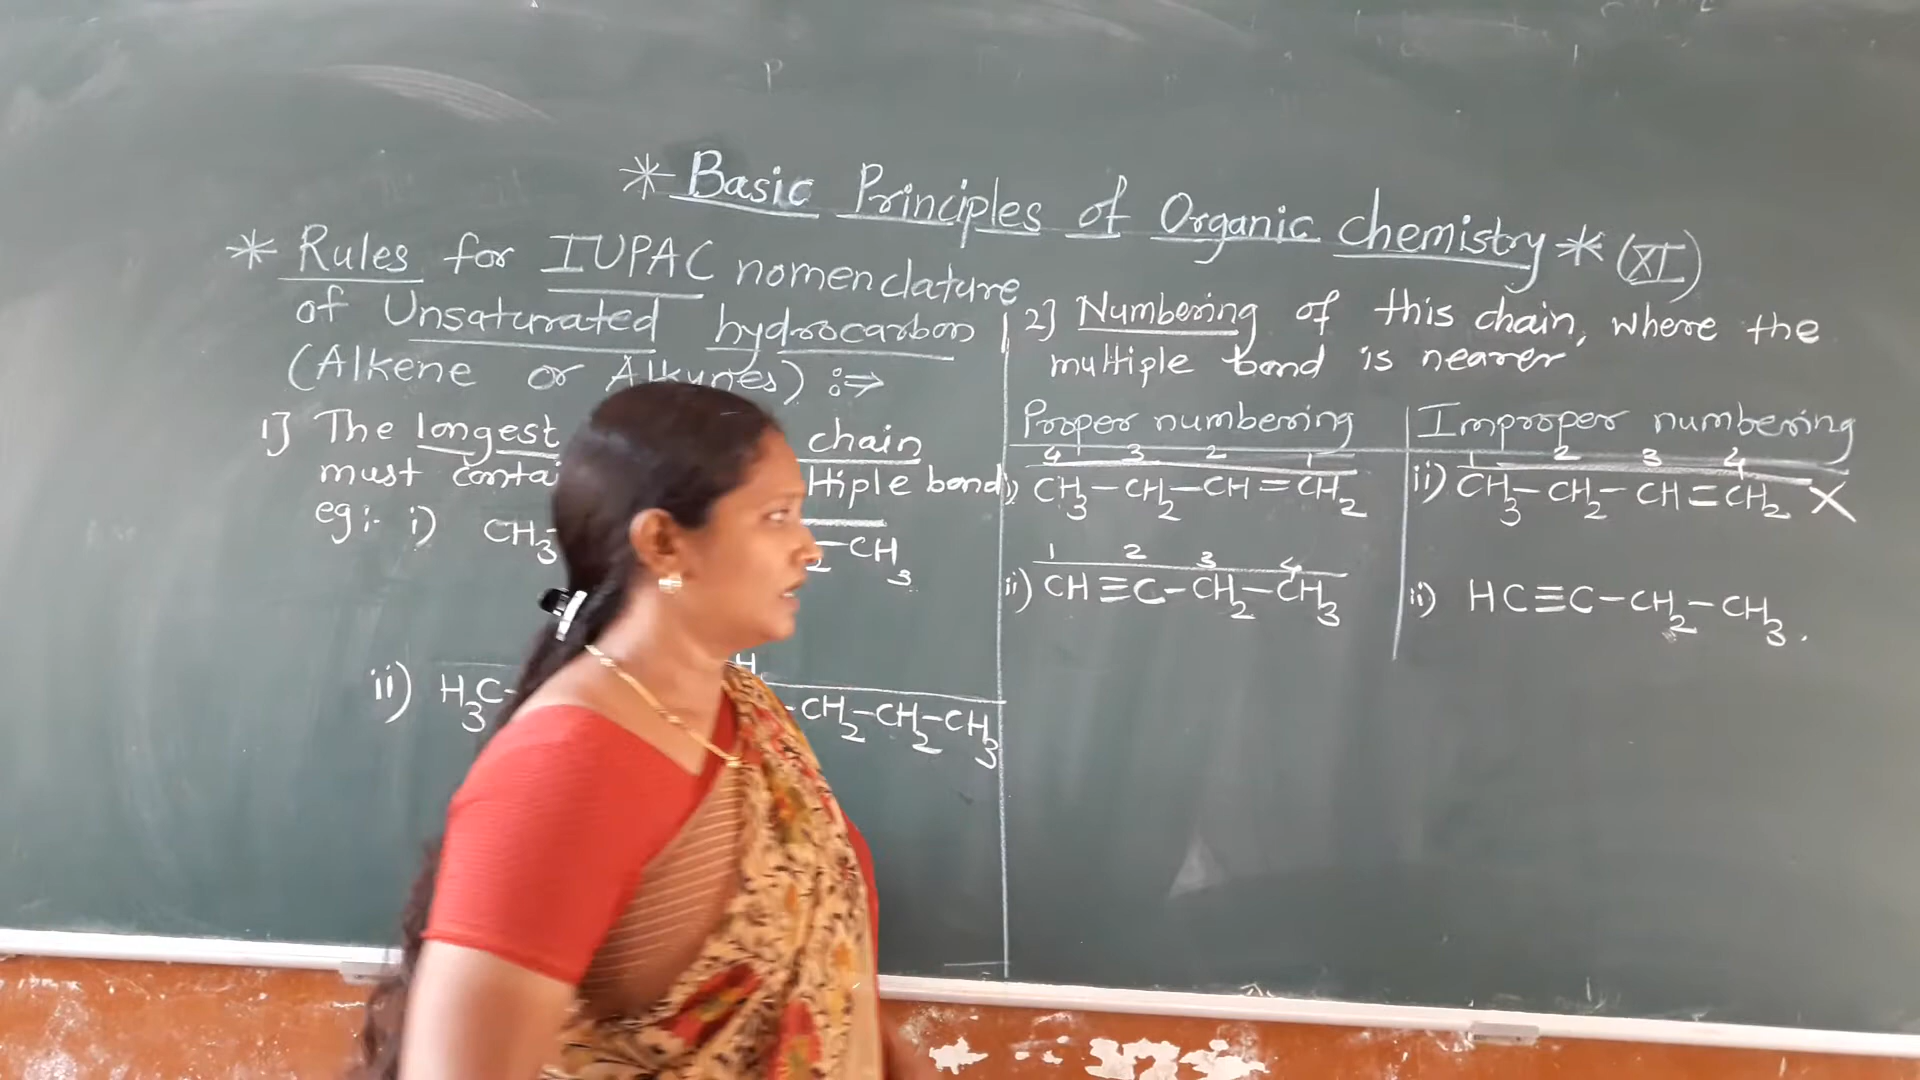 * Basic Principles of Organic chemistry * (XI)
* Rules for IUPAC nomenclature
of Unsaturated hydrocarbon
(Alkene or Alkynes) :⇒
1] The longest chain
must contai ltiple bond
eg:- i) CH3 2-CH3
ii) H3C- H -CH2-CH2-CH3
2] Numbering of this chain, where the
multiple bond is nearer
Proper numbering
4 3 2 1
i) CH3-CH2-CH=CH2
1 2 3 4
ii) CH≡C-CH2-CH3
Improper numbering
1 2 3 4
ii) CH3-CH2-CH=CH2 X
ii) HC≡C-CH2-CH3.